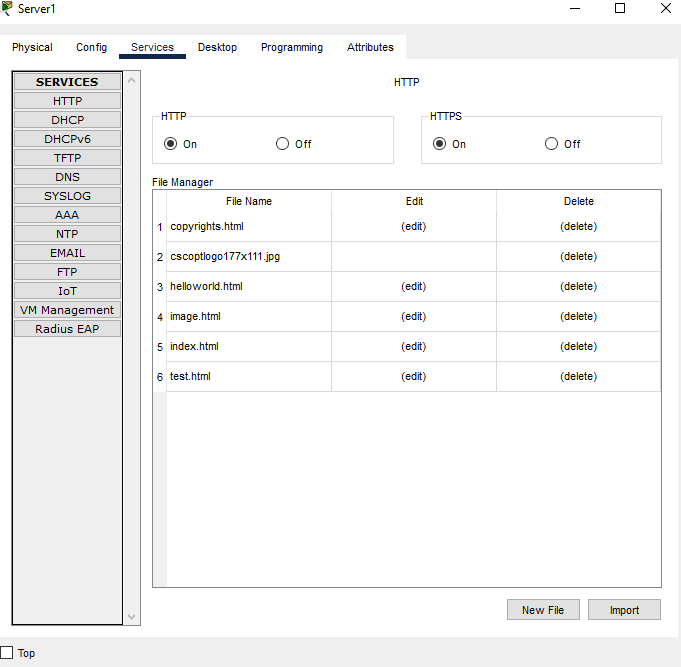 Server1
Physical Config Services Desktop Programming Attributes
SERVICES
HTTP
DHCP
DHCPv6
TFTP
DNS
SYSLOG
AAA
NTP
EMAIL
FTP
IoT
VM Management
Radius EAP
HTTP
HTTP
On Off
HTTPS
On Off
File Manager
File Name Edit Delete
1 copyrights.html (edit) (delete)
2 cscoptlogo177x111.jpg (delete)
3 helloworld.html (edit) (delete)
4 image.html (edit) (delete)
5 index.html (edit) (delete)
6 test.html (edit) (delete)
New File Import
Top